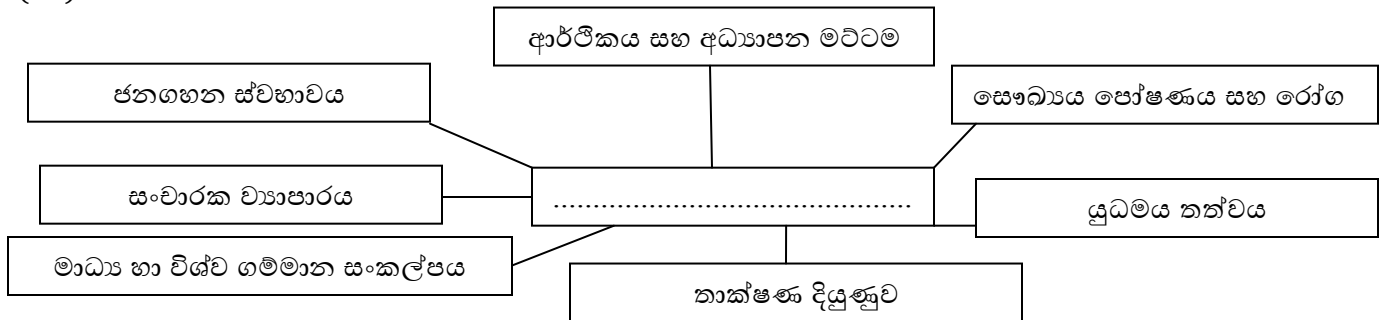 ආර්ථිකය සහ අධ්‍යාපන මට්ටම
ජනගහන ස්වභාවය
සෞඛ්‍යය පෝෂණය සහ රෝග
සංචාරක ව්‍යාපාරය
.............................................
යුධමය තත්වය
මාධ්‍ය හා විශ්ව ගම්මාන සංකල්පය
තාක්ෂණ දියුණුව